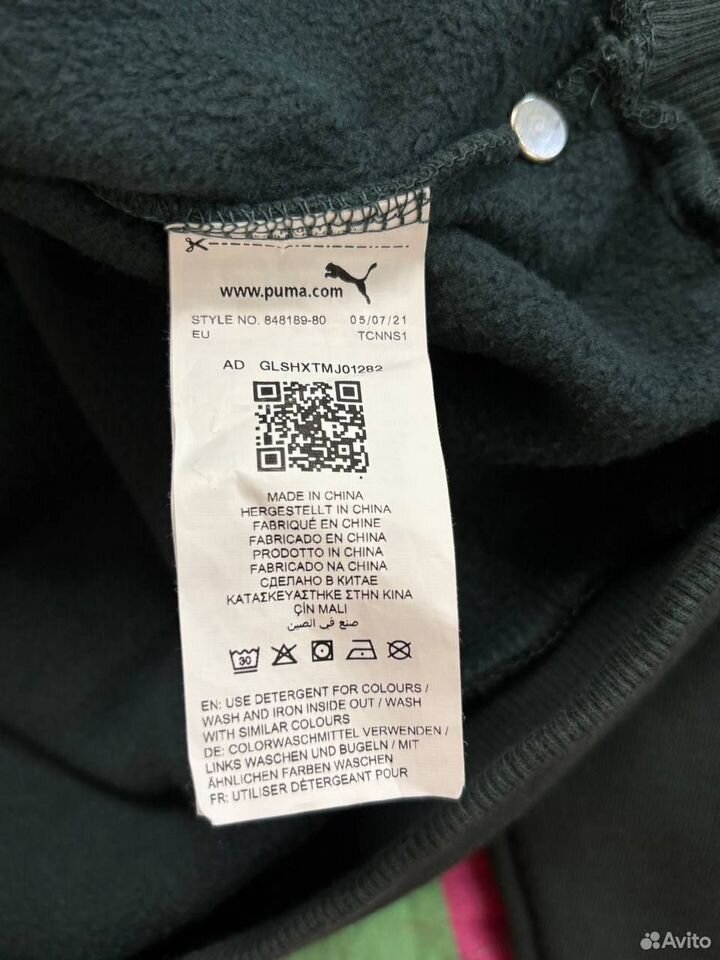 www.puma.com
STYLE NO. 848189-80 05/07/21
EU TCNNS1
AD GLSHXTMJ01282
MADE IN CHINA
HERGESTELLT IN CHINA
FABRIQUÉ EN CHINE
FABRICADO EN CHINA
PRODOTTO IN CHINA
FABRICADO NA CHINA
СДЕЛАНО В КИТАЕ
ΚΑΤΑΣΚΕΥΑΣΤΗΚΕ ΣΤΗΝ ΚΙΝΑ
ÇİN MALI
صنع في الصين
30
EN: USE DETERGENT FOR COLOURS /
WASH AND IRON INSIDE OUT / WASH
WITH SIMILAR COLOURS
DE: COLORWASCHMITTEL VERWENDEN /
LINKS WASCHEN UND BUGELN / MIT
ÄHNLICHEN FARBEN WASCHEN
FR: UTILISER DÉTERGEANT POUR
Avito